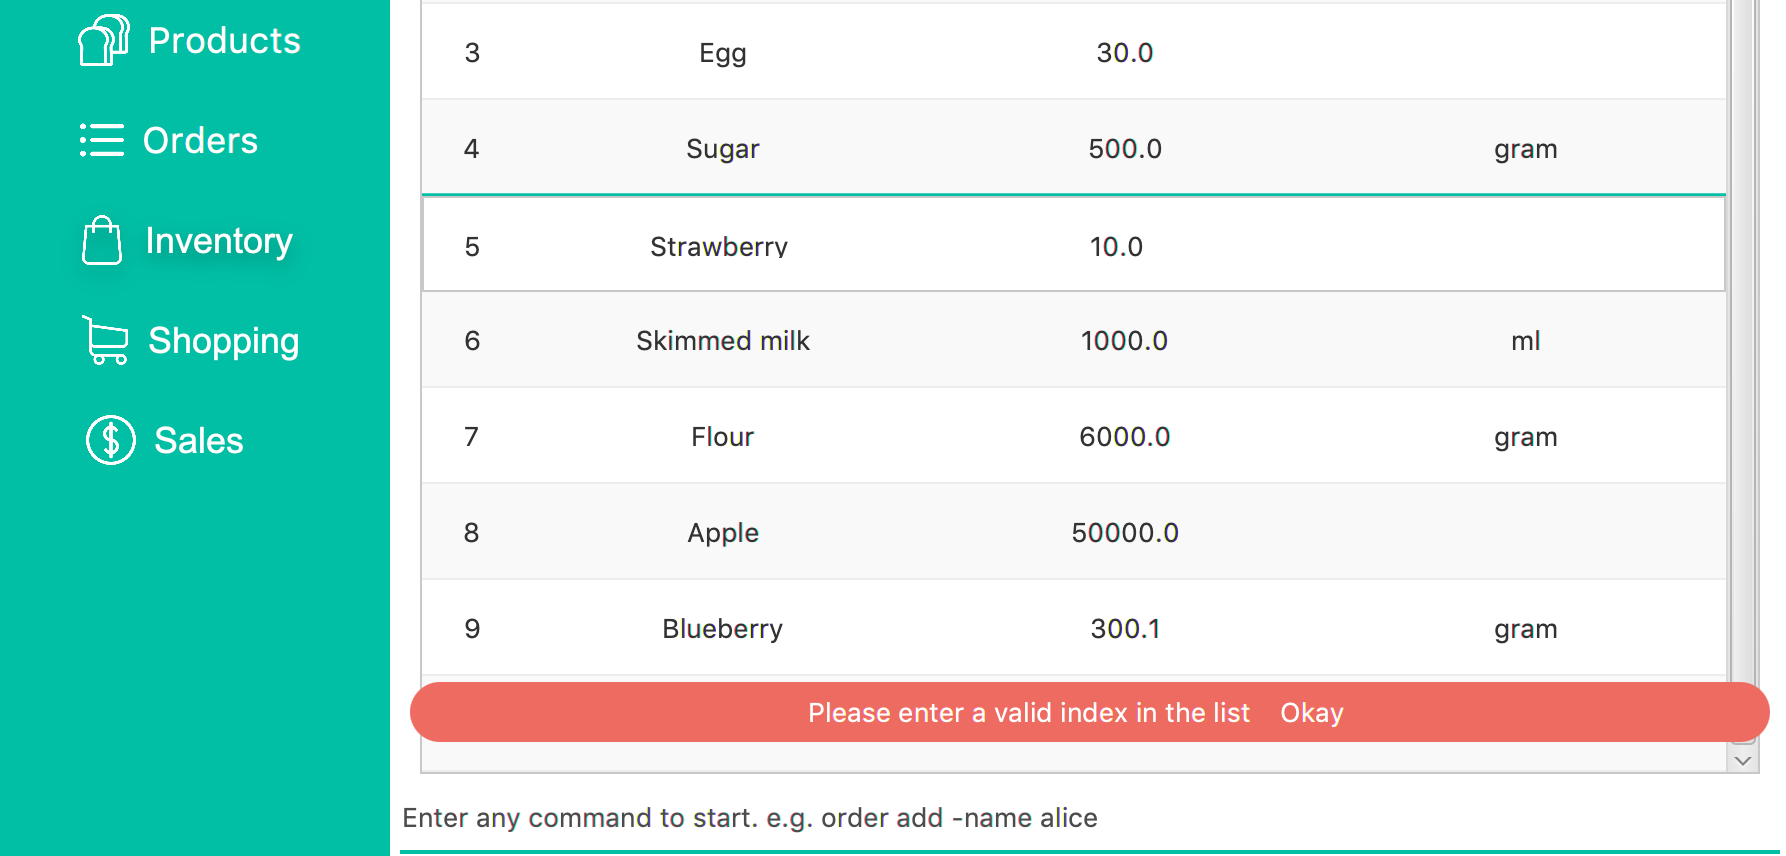 Products
Orders
Inventory
Shopping
Sales
3 Egg 30.0
4 Sugar 500.0 gram
5 Strawberry 10.0
6 Skimmed milk 1000.0 ml
7 Flour 6000.0 gram
8 Apple 50000.0
9 Blueberry 300.1 gram
Please enter a valid index in the list Okay
Enter any command to start. e.g. order add -name alice